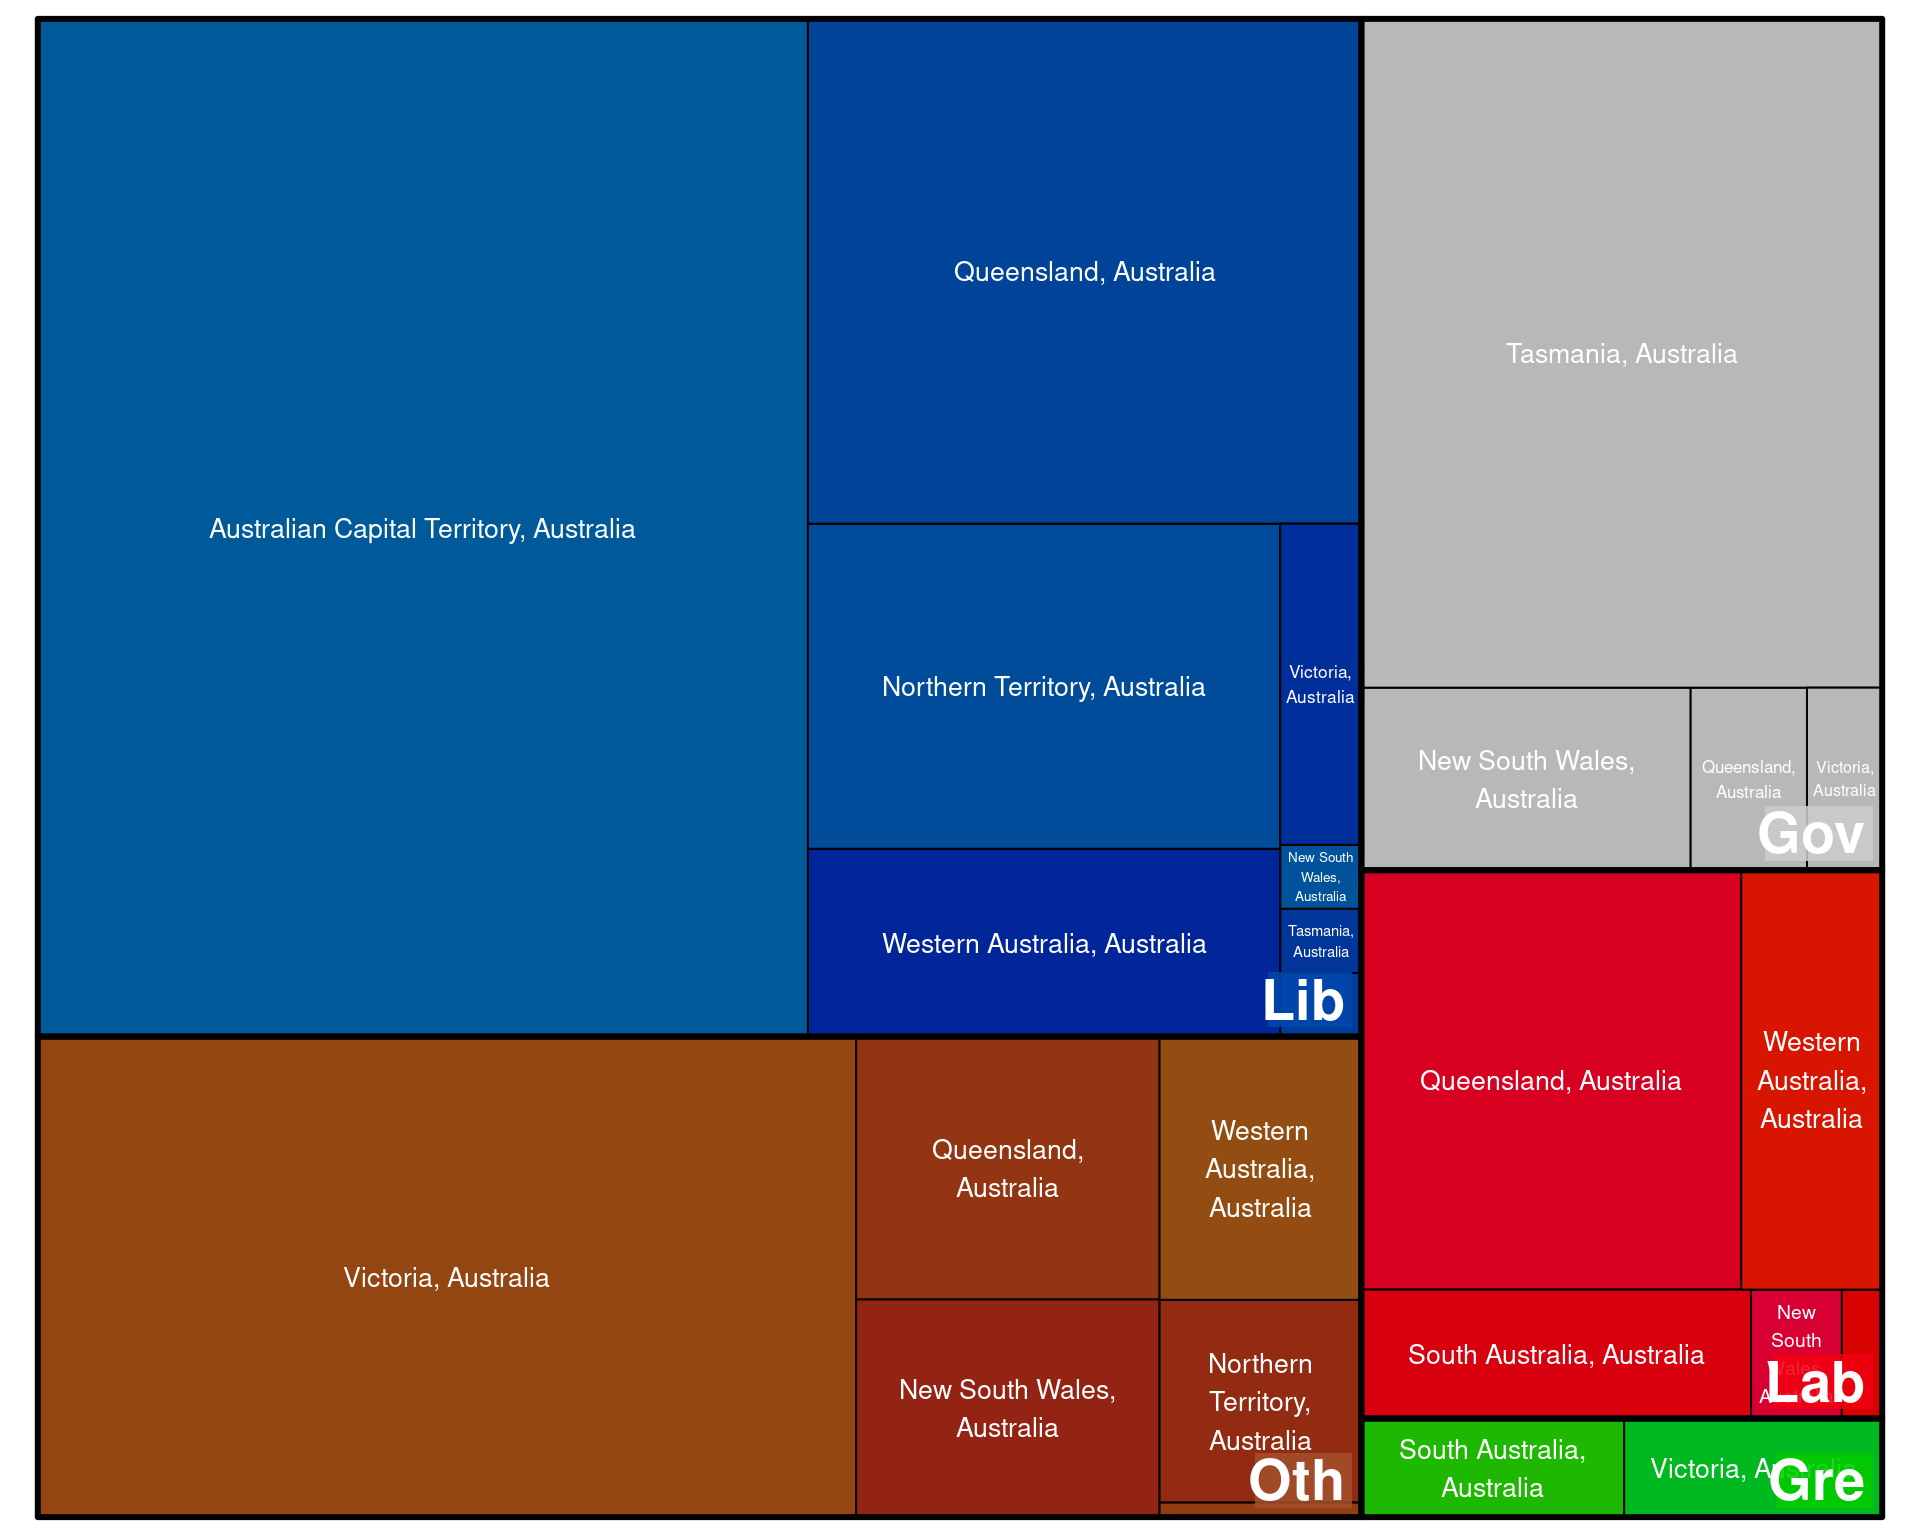 Australian Capital Territory, Australia
Queensland, Australia
Northern Territory, Australia
Victoria,
Australia
Western Australia, Australia
New South
Wales,
Australia
Tasmania,
Australia
Lib
Tasmania, Australia
New South Wales,
Australia
Queensland,
Australia
Victoria,
Australia
Gov
Victoria, Australia
Queensland,
Australia
Western
Australia,
Australia
New South Wales,
Australia
Northern
Territory,
Australia
Oth
Queensland, Australia
Western
Australia,
Australia
South Australia, Australia
New
South
Wales,
Lab
South Australia,
Australia
Victoria, Australia
Gre